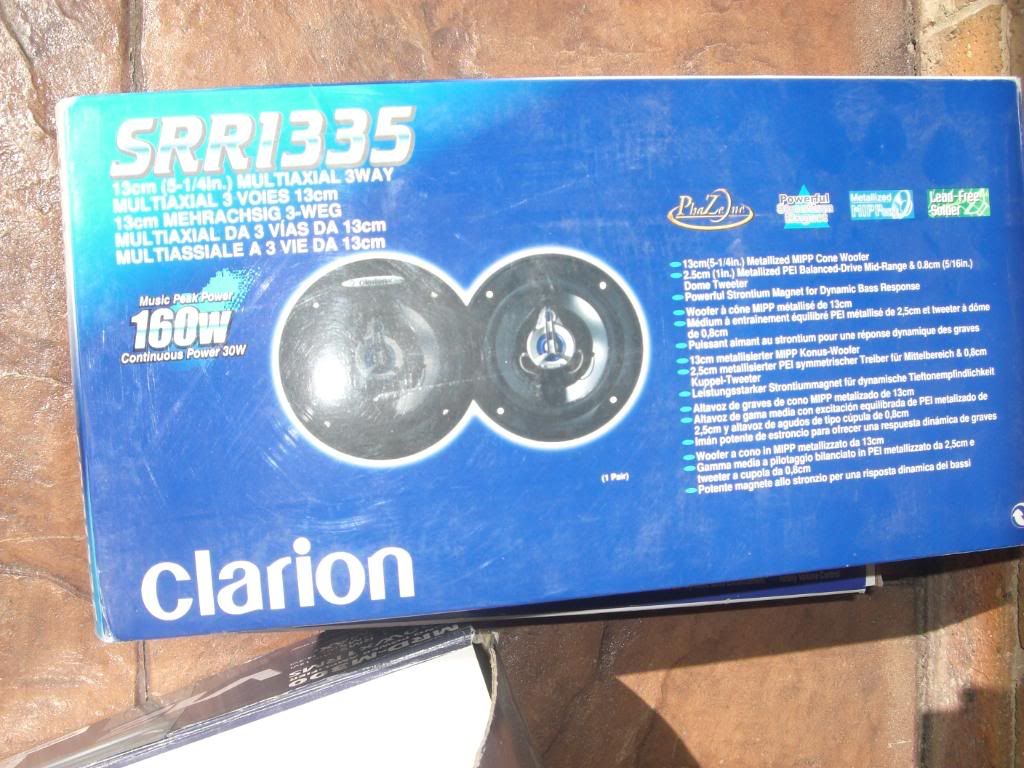 SRR1335
13cm (5-1/4in.) MULTIAXIAL 3WAY
MULTIAXIAL 3 VOIES 13cm
13cm MEHRACHSIG 3-WEG
MULTIAXIAL DA 3 VÍAS DA 13cm
MULTIASSIALE A 3 VIE DA 13cm
Music Peak Power
160W
Continuous Power 30W
PhaZeOne
Powerful
Metallized
MIPP
Lead Free
Solder
13cm(5-1/4in.) Metallized MIPP Cone Woofer
2.5cm (1in.) Metallized PEI Balanced-Drive Mid-Range & 0.8cm (5/16in.)
Dome Tweeter
Powerful Strontium Magnet for Dynamic Bass Response
Woofer à cône MIPP métallisé de 13cm
Médium à entrainement équilibré PEI métallisé de 2,5cm et tweeter à dôme
de 0,8cm
Puissant aimant au strontium pour une réponse dynamique des graves
13cm metallisierter MIPP Konus-Woofer
2,5cm metallisierter PEI symmetrischer Treiber für Mittelbereich & 0,8cm
Kuppel-Tweeter
Leistungsstarker Strontiummagnet für dynamische Tieftonempfindlichkeit
Altavoz de graves de cono MIPP metalizado de 13cm
Altavoz de gama media con excitación equilibrada de PEI metalizado de
2,5cm y altavoz de agudos de tipo cúpula de 0,8cm
Imán potente de estroncio para ofrecer una respuesta dinámica de graves
Woofer a cono in MIPP metallizzato da 13cm
Gamma media a pilotaggio bilanciato in PEI metallizzato da 2,5cm e
tweeter a cupola da 0,8cm
Potente magnete allo stronzio per una risposta dinamica dei bassi
(1 Pair)
clarion